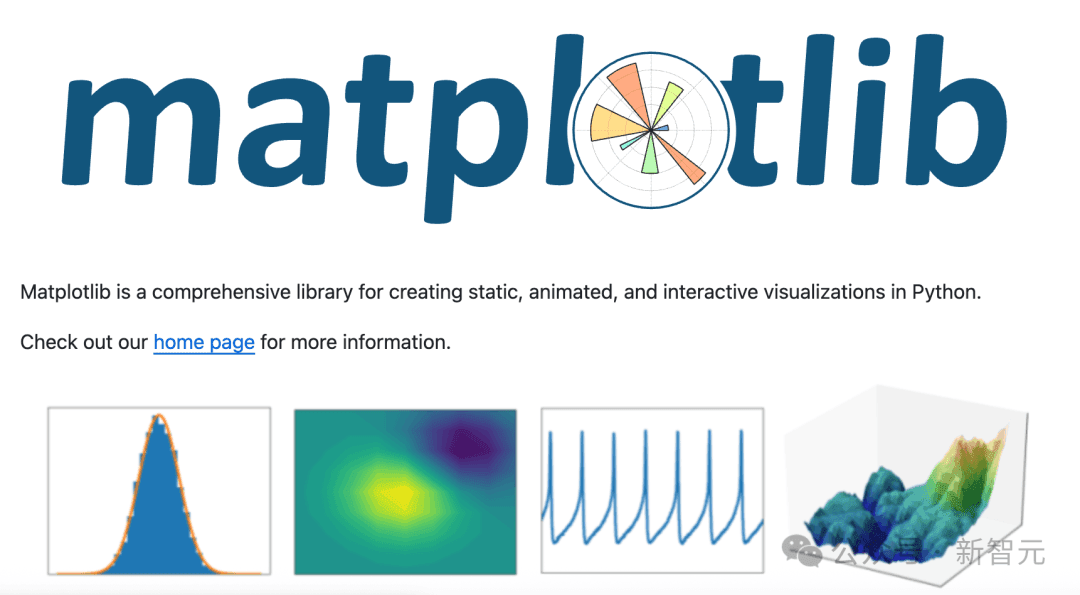 matplotlib
Matplotlib is a comprehensive library for creating static, animated, and interactive visualizations in Python.
Check out our home page for more information.
公众号 · 新智元